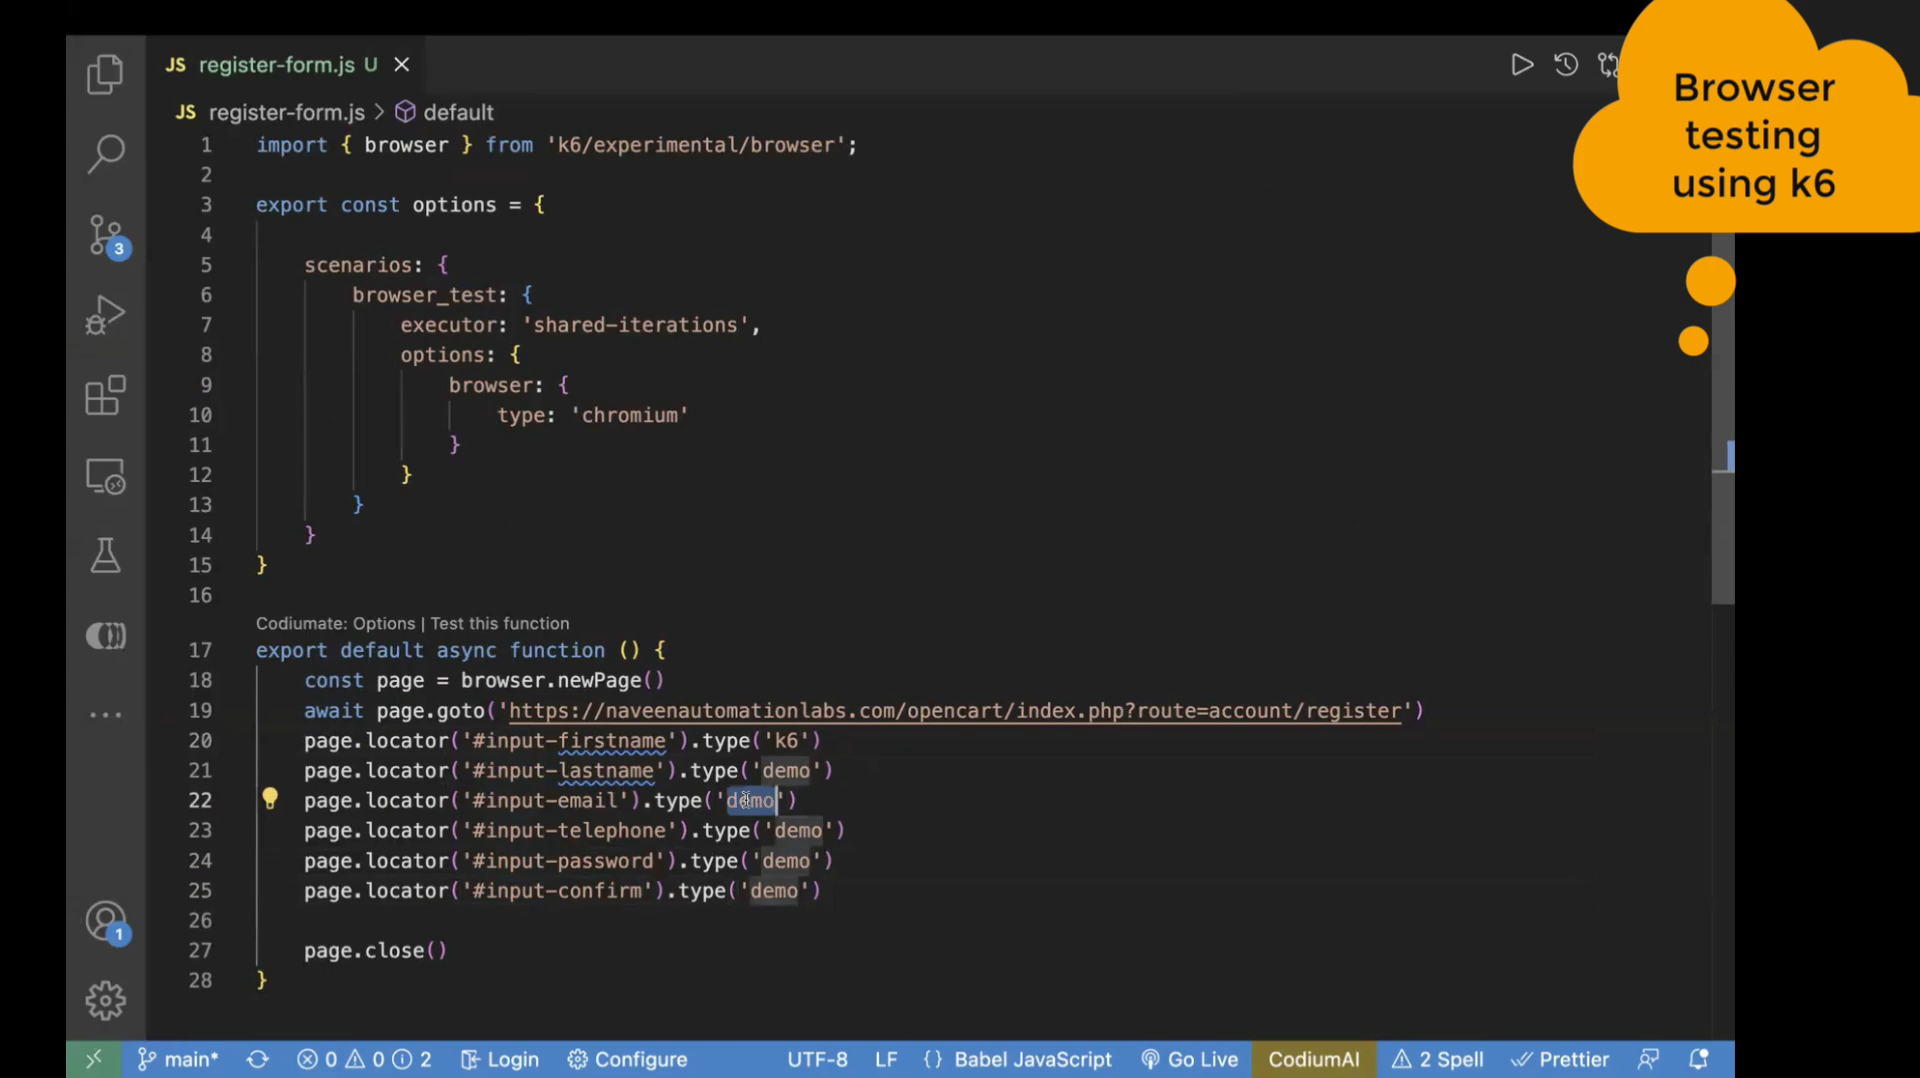 JS register-form.js U
JS register-form.js > default
1 import { browser } from 'k6/experimental/browser';
2
3 export const options = {
4
5 scenarios: {
6 browser_test: {
7 executor: 'shared-iterations',
8 options: {
9 browser: {
10 type: 'chromium'
11 }
12 }
13 }
14 }
15 }
16
Codiumate: Options | Test this function
17 export default async function () {
18 const page = browser.newPage()
19 await page.goto('https://naveenautomationlabs.com/opencart/index.php?route=account/register')
20 page.locator('#input-firstname').type('k6')
21 page.locator('#input-lastname').type('demo')
22 page.locator('#input-email').type('demo')
23 page.locator('#input-telephone').type('demo')
24 page.locator('#input-password').type('demo')
25 page.locator('#input-confirm').type('demo')
26
27 page.close()
28 }
Browser
testing
using k6
3
1
main* 0 0 2 Login Configure UTF-8 LF {} Babel JavaScript Go Live CodiumAI 2 Spell Prettier